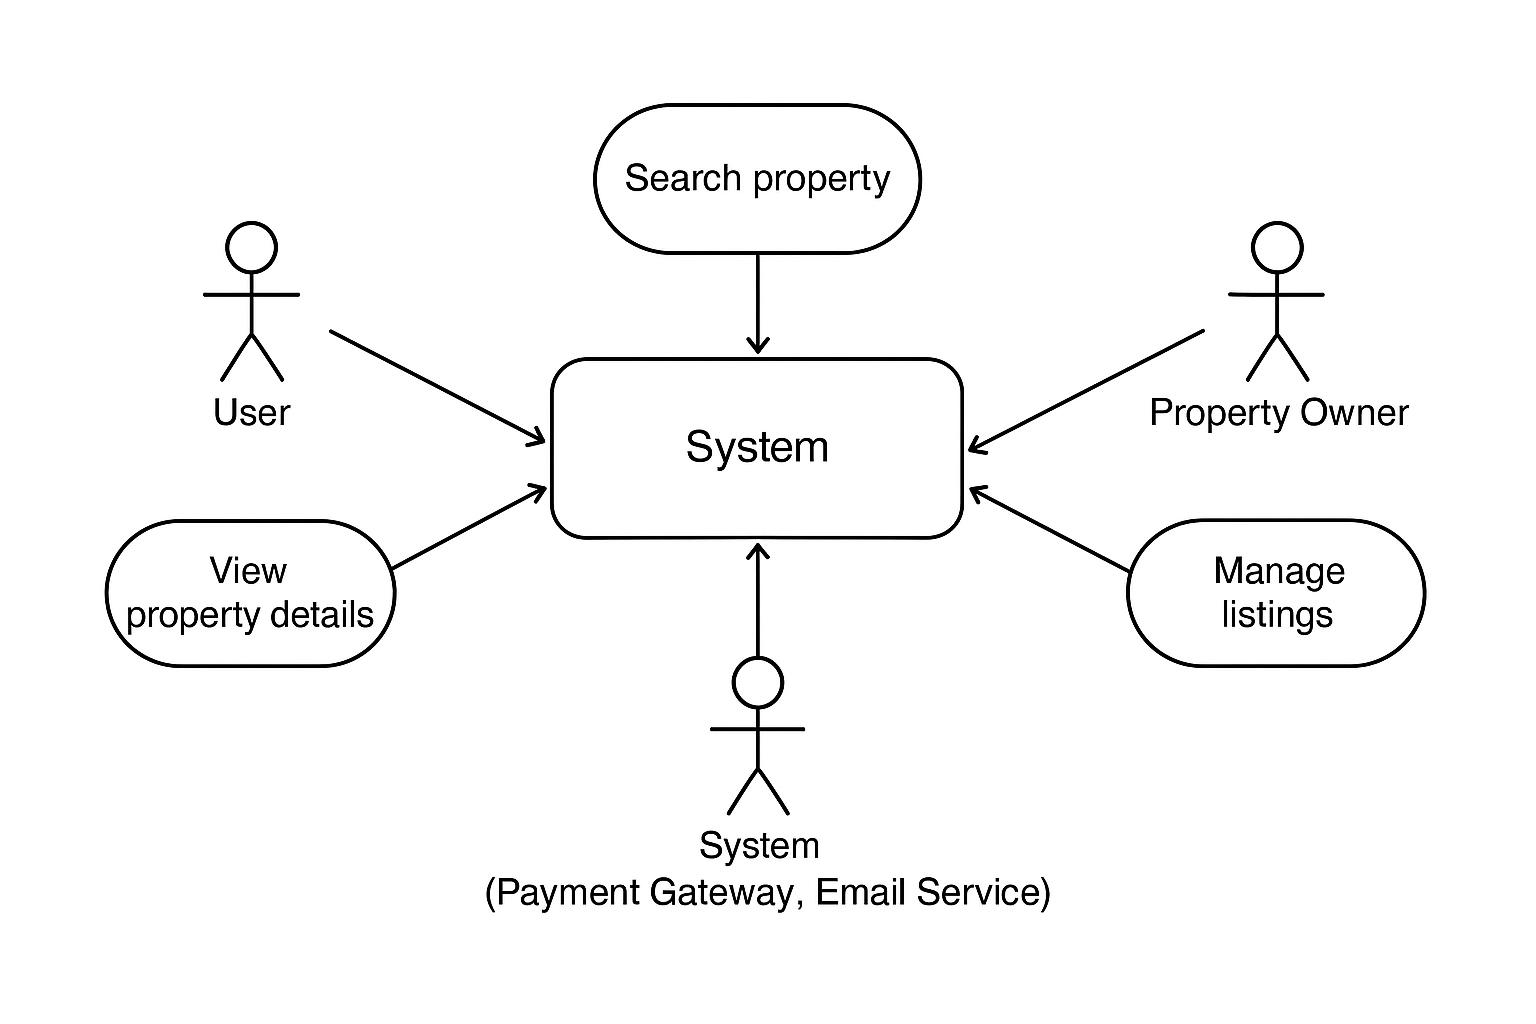 Search property
User
System
Property Owner
View
property details
Manage
listings
System
(Payment Gateway, Email Service)